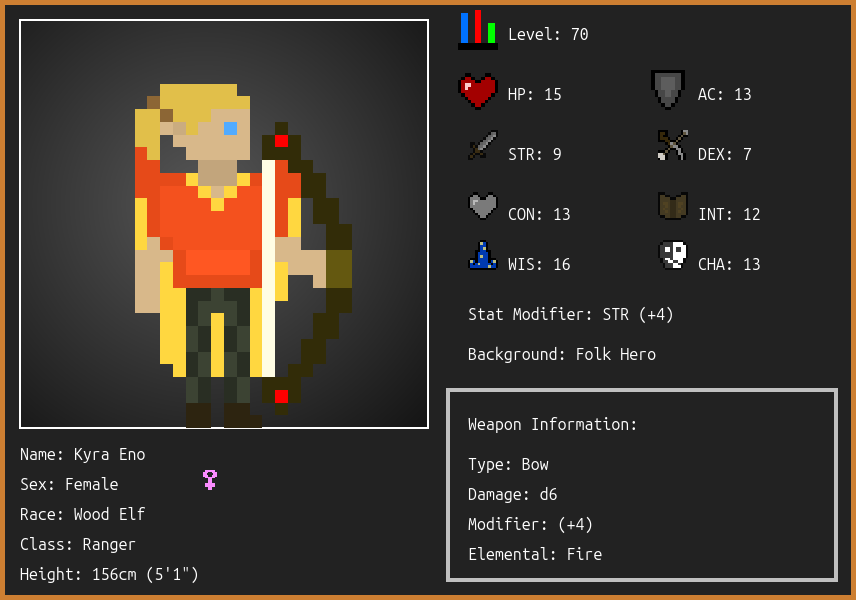 Level: 70
HP: 15
AC: 13
STR: 9
DEX: 7
CON: 13
INT: 12
WIS: 16
CHA: 13
Stat Modifier: STR (+4)
Background: Folk Hero
Weapon Information:
Type: Bow
Damage: d6
Modifier: (+4)
Elemental: Fire
Name: Kyra Eno
Sex: Female
Race: Wood Elf
Class: Ranger
Height: 156cm (5'1")